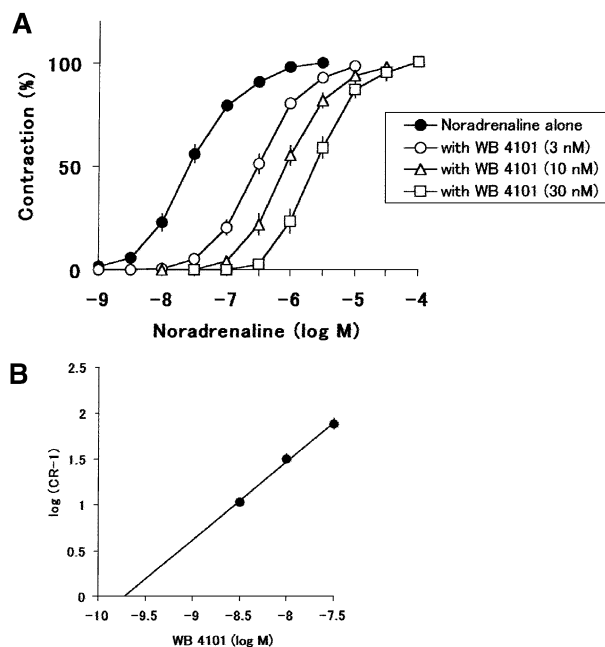 A
Contraction (%)
100
50
0
-9
-8
-7
-6
-5
-4
Noradrenaline (log M)
Noradrenaline alone
with WB 4101 (3 nM)
with WB 4101 (10 nM)
with WB 4101 (30 nM)
B
log (CR-1)
2.5
2
1.5
1
0.5
0
-10
-9.5
-9
-8.5
-8
-7.5
WB 4101 (log M)